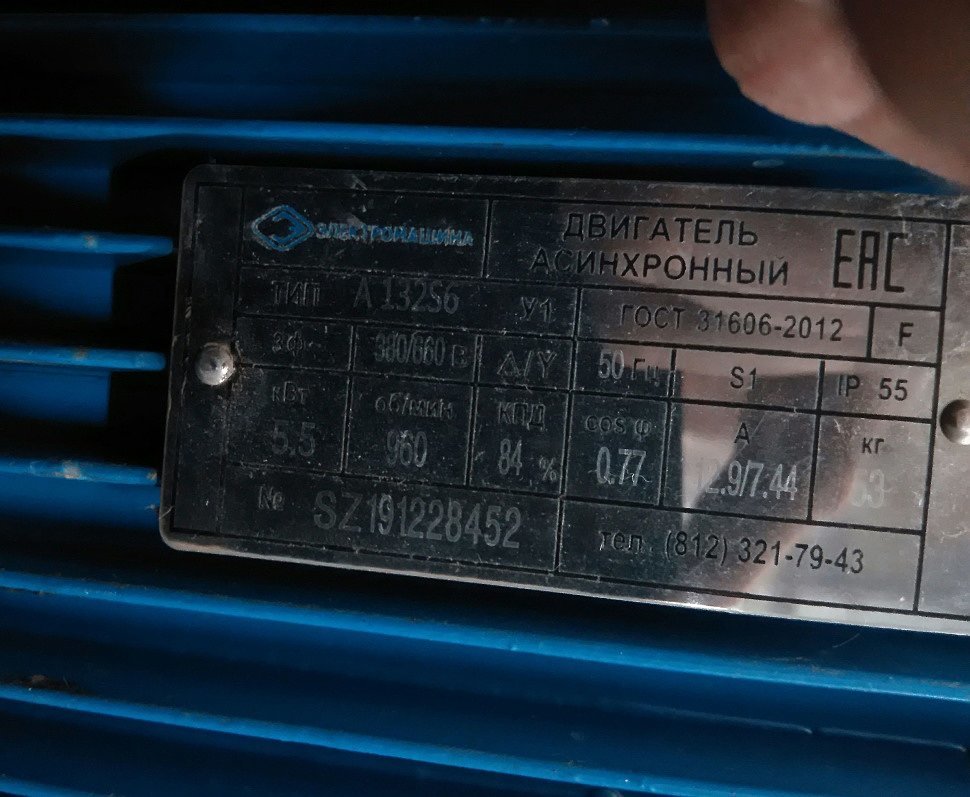 ЭЛЕКТРОМАШИНА
ДВИГАТЕЛЬ
АСИНХРОННЫЙ
EAC
ТИП А 132S6 У1
ГОСТ 31606-2012
F
3Ф 380/660 В Δ/Y 50 Гц S1 IP 55
кВт об/мин. КПД cos φ А кг
5.5 960 84 % 0.77 12.9/7.44
№ SZ191228452
тел. (812) 321-79-43